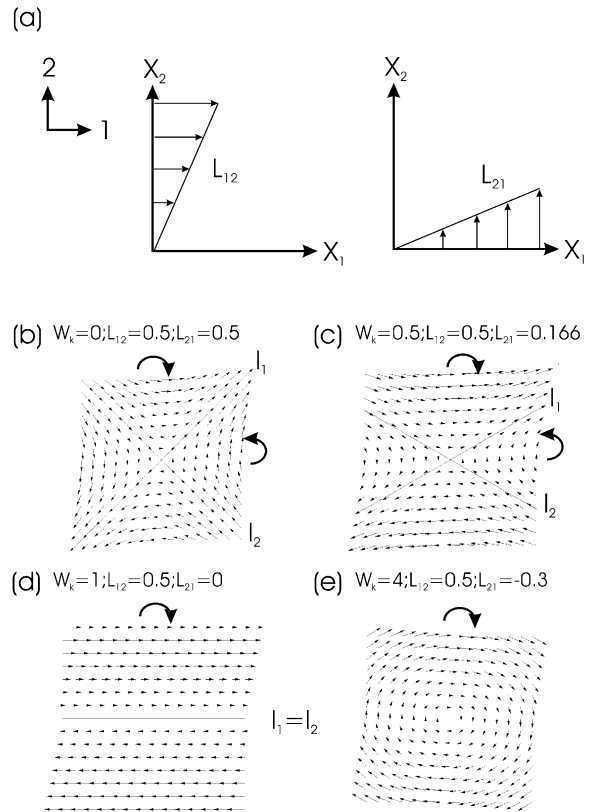 (a)
2
1
X₂
L₁₂
X₁
X₂
L₂₁
X₁
(b) Wₖ=0;L₁₂=0.5;L₂₁=0.5
l₁
l₂
(c) Wₖ=0.5;L₁₂=0.5;L₂₁=0.166
l₁
l₂
(d) Wₖ=1;L₁₂=0.5;L₂₁=0
l₁=l₂
(e) Wₖ=4;L₁₂=0.5;L₂₁=-0.3